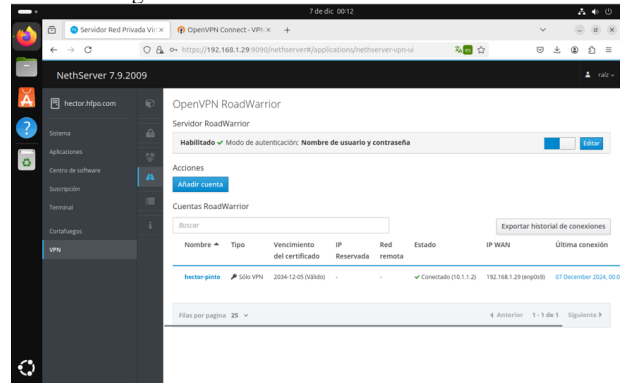 7 de dic 00:12
Servidor Red Privada Virt ×
OpenVPN Connect - VPN ×
https://192.168.1.29:9090/nethserver#/applications/nethserver-vpn-ui
NethServer 7.9.2009
raiz
hector.hfpo.com
Sistema
Aplicaciones
Centro de software
Suscripción
Terminal
Cortafuegos
VPN
OpenVPN RoadWarrior
Servidor RoadWarrior
Habilitado ✔ Modo de autenticación: Nombre de usuario y contraseña
Editar
Acciones
Añadir cuenta
Cuentas RoadWarrior
Buscar
Exportar historial de conexiones
Nombre Tipo Vencimiento del certificado IP Reservada Red remota Estado IP WAN Última conexión
hector-pinto Sólo VPN 2034-12-05 (Válido) - - ✔ Conectado (10.1.1.2) 192.168.1.29 (enp0s9) 07 December 2024, 00:0
Filas por pagina 25
Anterior 1 - 1 de 1 Siguiente